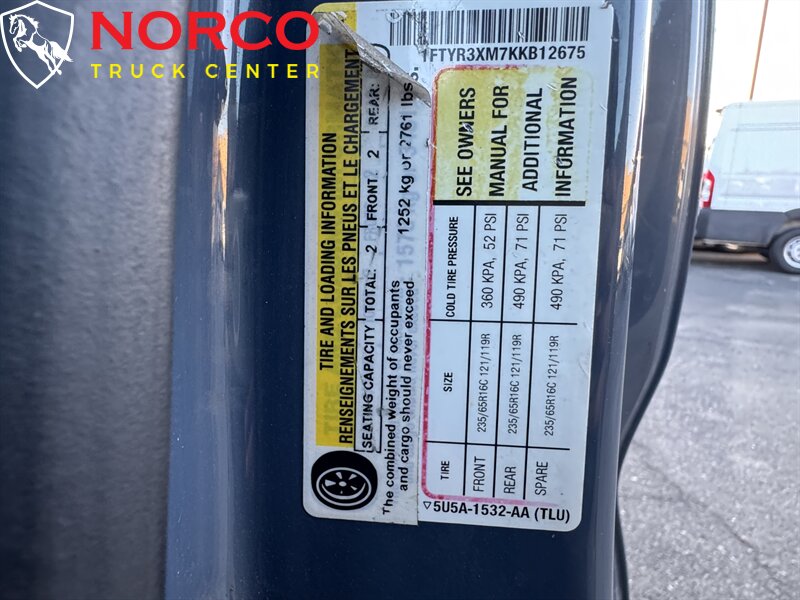 NORCO
TRUCK CENTER
TIRE AND LOADING INFORMATION
RENSEIGNEMENTS SUR LES PNEUS ET LE CHARGEMENT
SEATING CAPACITY TOTAL: 2 FRONT 2 REAR:
The combined weight of occupants
and cargo should never exceed 1252 kg or 2761 lbs.
1FTYR3XM7KKB12675
TIRE SIZE COLD TIRE PRESSURE SEE OWNERS
FRONT 235/65R16C 121/119R 360 KPA, 52 PSI MANUAL FOR
REAR 235/65R16C 121/119R 490 KPA, 71 PSI ADDITIONAL
SPARE 235/65R16C 121/119R 490 KPA, 71 PSI INFORMATION
5U5A-1532-AA (TLU)